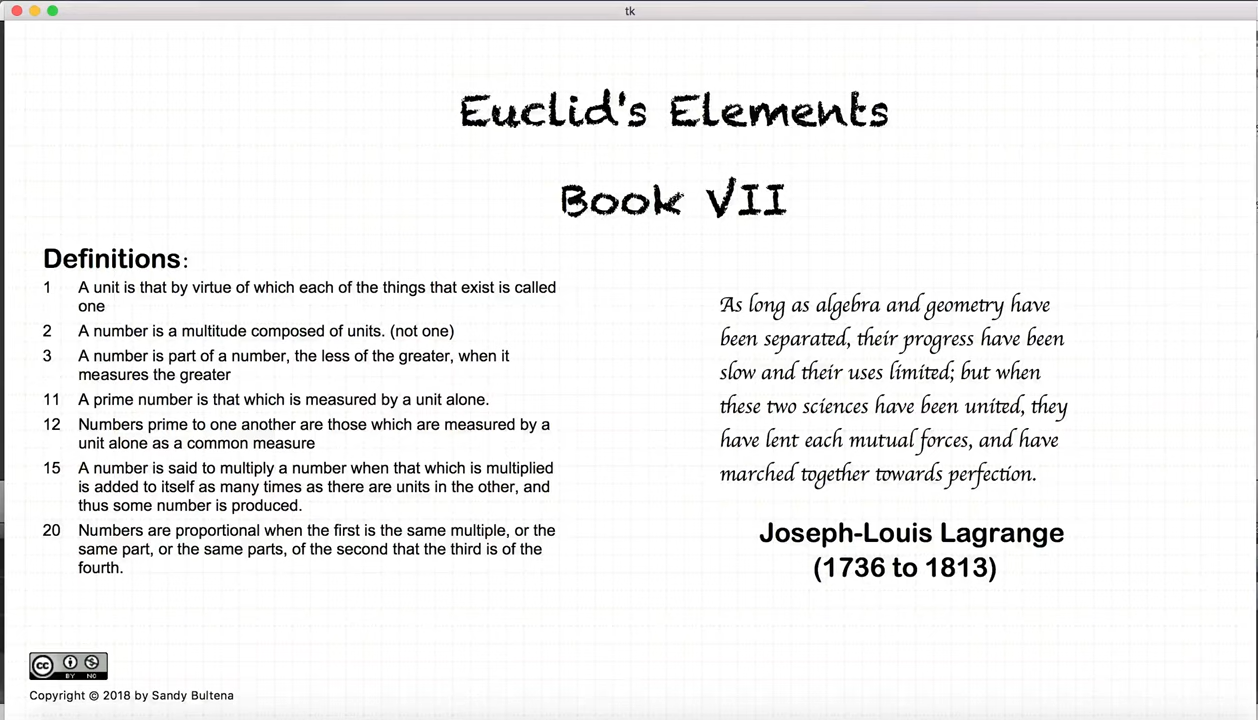 tk
Euclid's Elements
Book VII
Definitions:
1 A unit is that by virtue of which each of the things that exist is called
one
2 A number is a multitude composed of units. (not one)
3 A number is part of a number, the less of the greater, when it
measures the greater
11 A prime number is that which is measured by a unit alone.
12 Numbers prime to one another are those which are measured by a
unit alone as a common measure
15 A number is said to multiply a number when that which is multiplied
is added to itself as many times as there are units in the other, and
thus some number is produced.
20 Numbers are proportional when the first is the same multiple, or the
same part, or the same parts, of the second that the third is of the
fourth.
As long as algebra and geometry have
been separated, their progress have been
slow and their uses limited; but when
these two sciences have been united, they
have lent each mutual forces, and have
marched together towards perfection.
Joseph-Louis Lagrange
(1736 to 1813)
cc BY NC
Copyright © 2018 by Sandy Bultena